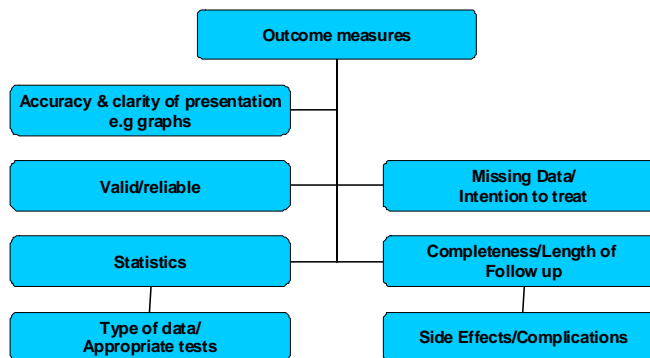 Outcome measures
Accuracy & clarity of presentation
e.g graphs
Valid/reliable
Missing Data/
Intention to treat
Statistics
Completeness/Length of
Follow up
Type of data/
Appropriate tests
Side Effects/Complications